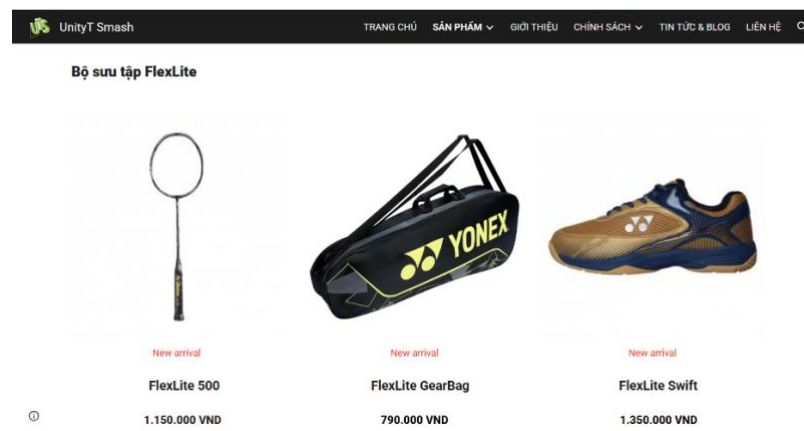 UTS UnityT Smash TRANG CHỦ SẢN PHẨM GIỚI THIỆU CHÍNH SÁCH TIN TỨC & BLOG LIÊN HỆ
Bộ sưu tập FlexLite
YONEX
New arrival New arrival New arrival
FlexLite 500 FlexLite GearBag FlexLite Swift
1.150.000 VND 790.000 VND 1.350.000 VND